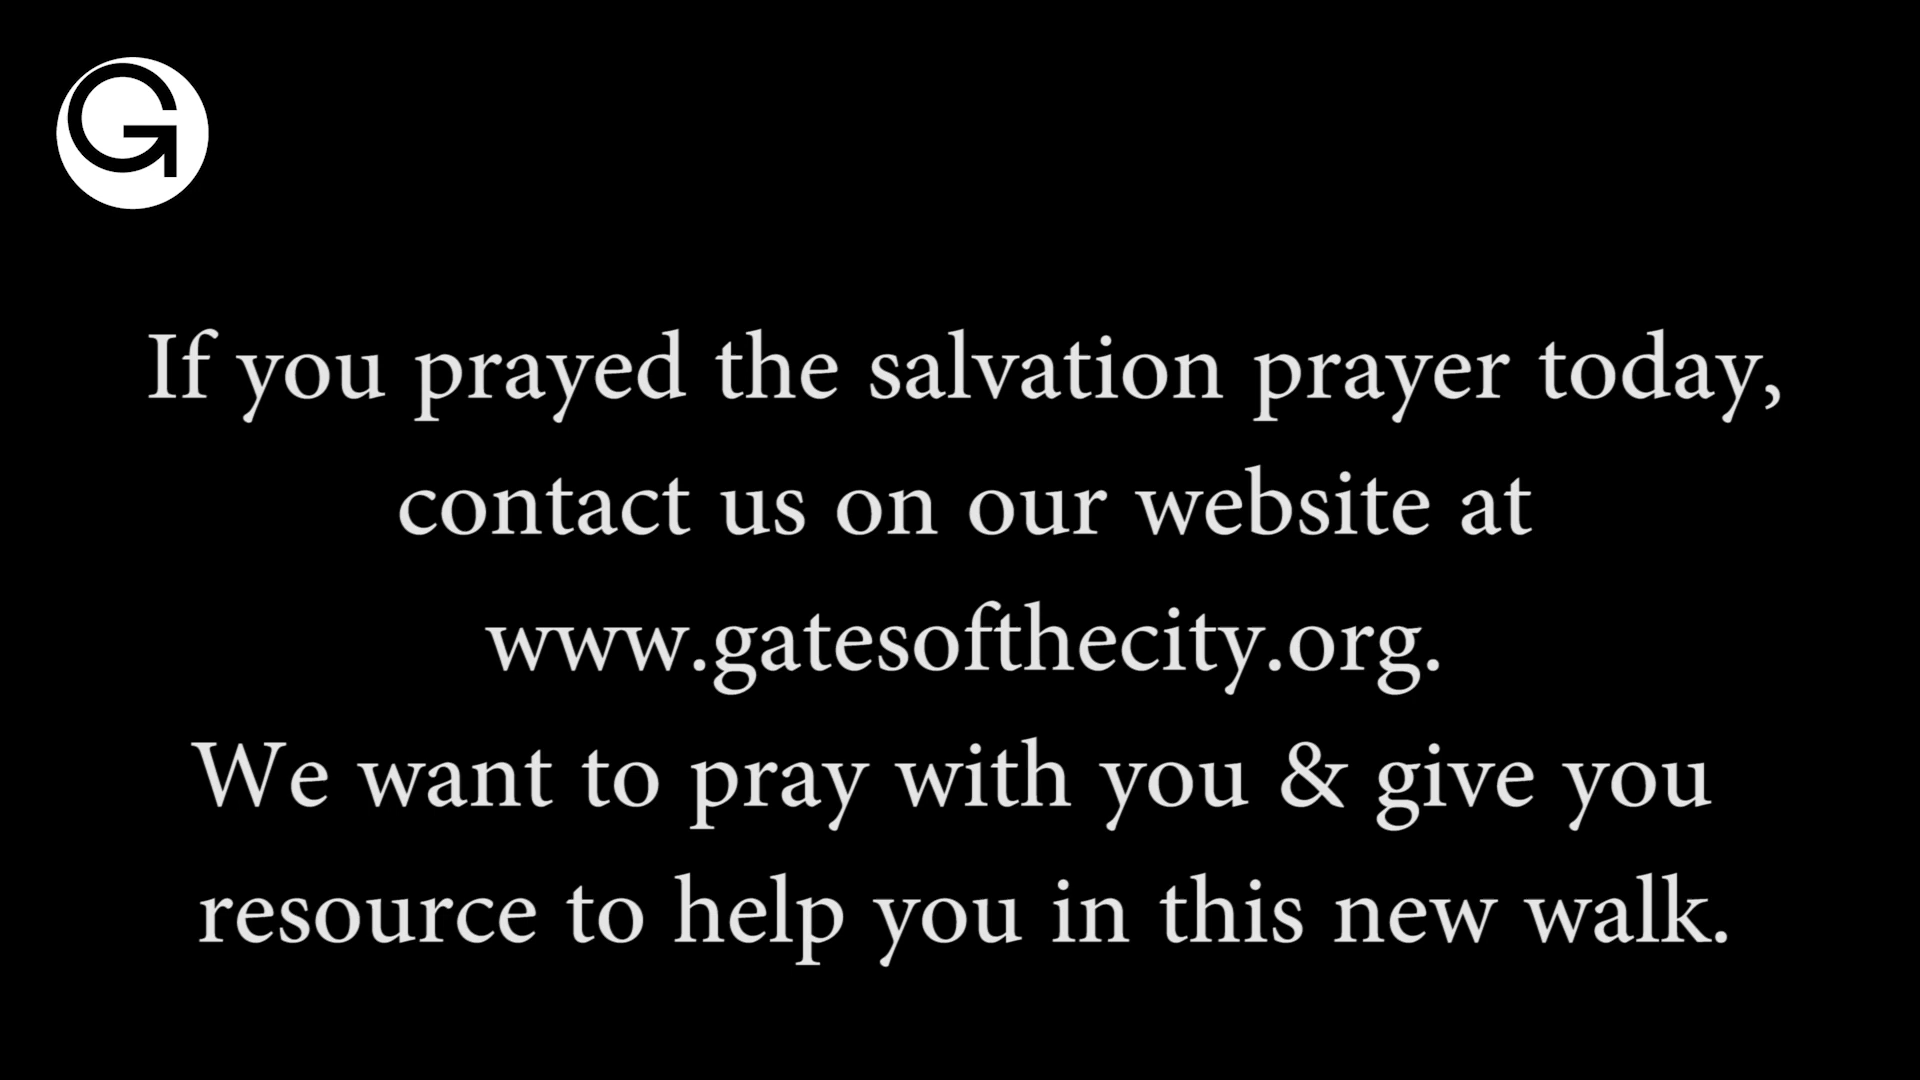 G
If you prayed the salvation prayer today,
contact us on our website at
www.gatesofthecity.org.
We want to pray with you & give you
resource to help you in this new walk.